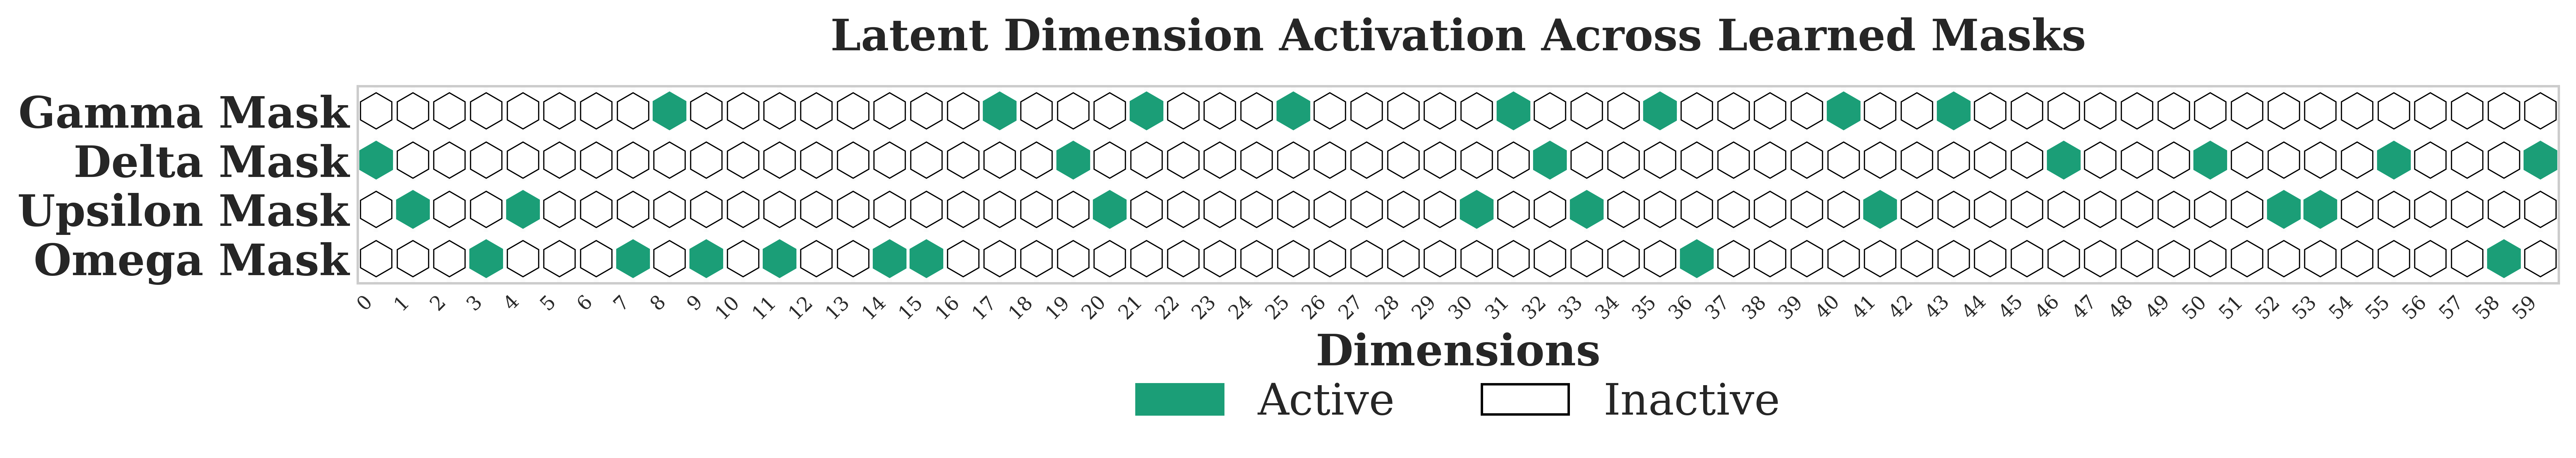 Latent Dimension Activation Across Learned Masks
Gamma Mask
Delta Mask
Upsilon Mask
Omega Mask
0 1 2 3 4 5 6 7 8 9 10 11 12 13 14 15 16 17 18 19 20 21 22 23 24 25 26 27 28 29 30 31 32 33 34 35 36 37 38 39 40 41 42 43 44 45 46 47 48 49 50 51 52 53 54 55 56 57 58 59
Dimensions
Active Inactive